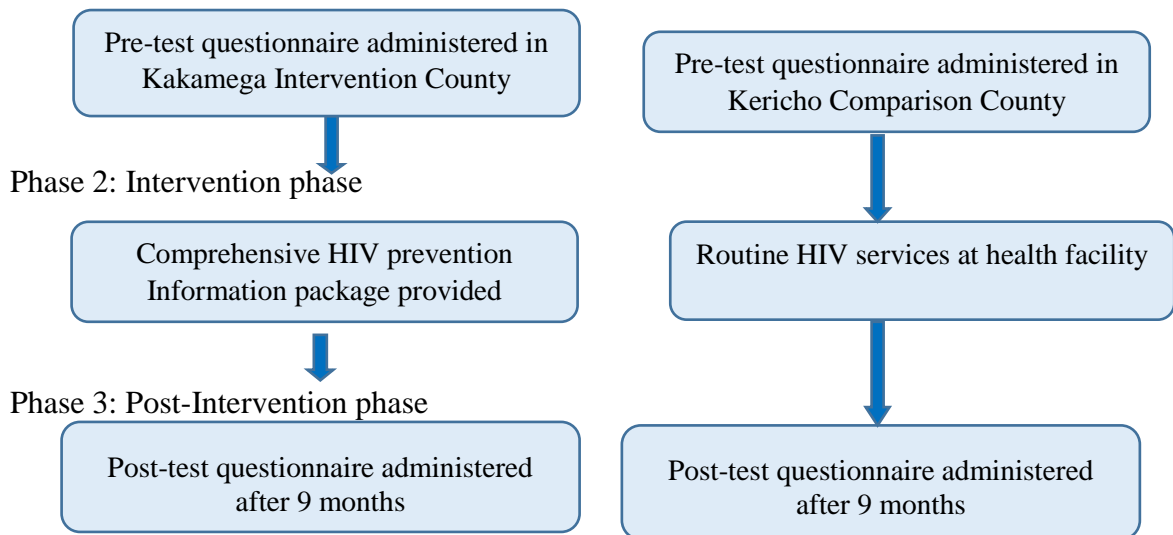 Pre-test questionnaire administered in
Kakamega Intervention County
Pre-test questionnaire administered in
Kericho Comparison County
Phase 2: Intervention phase
Comprehensive HIV prevention
Information package provided
Routine HIV services at health facility
Phase 3: Post-Intervention phase
Post-test questionnaire administered
after 9 months
Post-test questionnaire administered
after 9 months